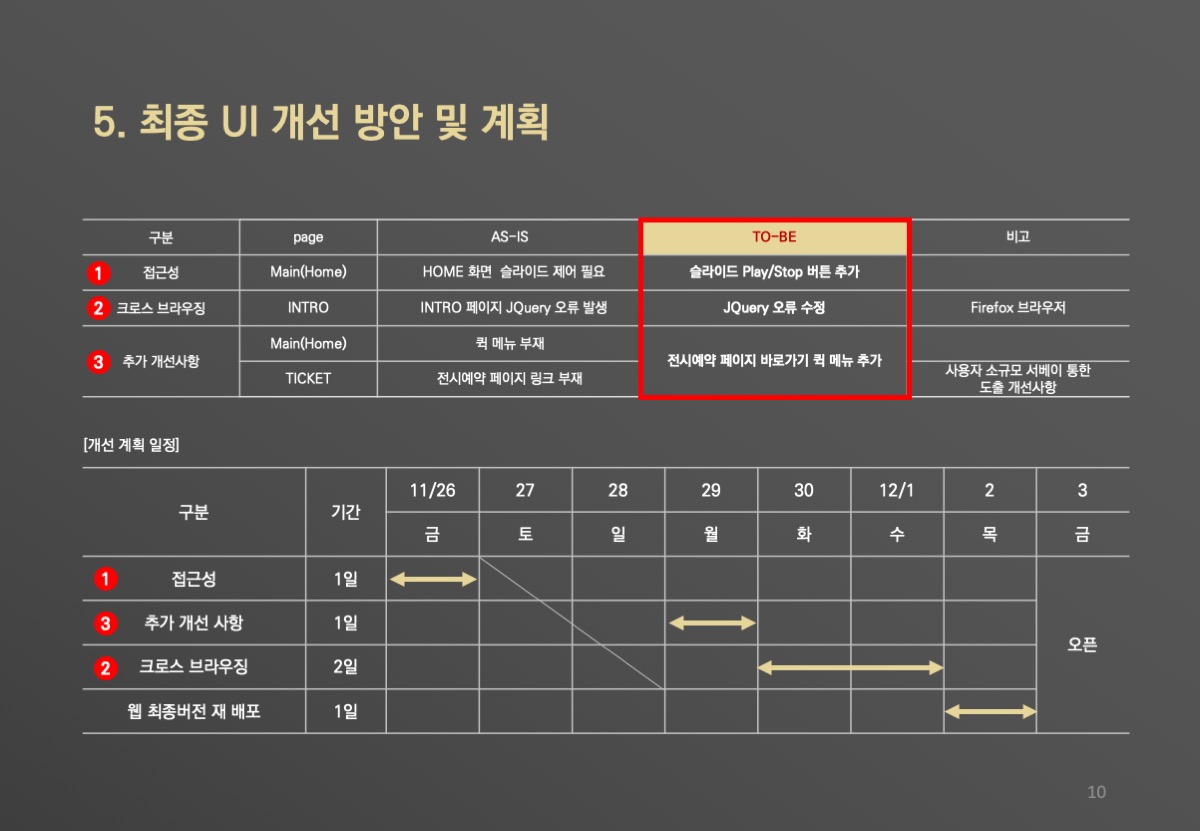 5. 최종 UI 개선 방안 및 계획
구분 page AS-IS TO-BE 비고
1 접근성 Main(Home) HOME 화면 슬라이드 제어 필요 슬라이드 Play/Stop 버튼 추가
2 크로스 브라우징 INTRO INTRO 페이지 JQuery 오류 발생 JQuery 오류 수정 Firefox 브라우저
3 추가 개선사항 Main(Home) 퀵 메뉴 부재 전시예약 페이지 바로가기 퀵 메뉴 추가
TICKET 전시예약 페이지 링크 부재 사용자 소규모 서베이 통한
도출 개선사항
[개선 계획 일정]
구분 기간 11/26 27 28 29 30 12/1 2 3
금 토 일 월 화 수 목 금
1 접근성 1일
3 추가 개선 사항 1일
오픈
2 크로스 브라우징 2일
웹 최종버전 재 배포 1일
10